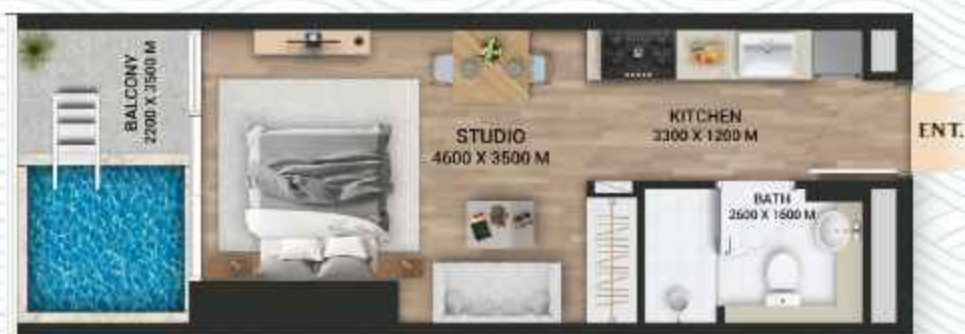 BALCONY
2200 X 3500 M
STUDIO
4600 X 3500 M
KITCHEN
3300 X 1200 M
ENT.
BATH
2600 X 1600 M